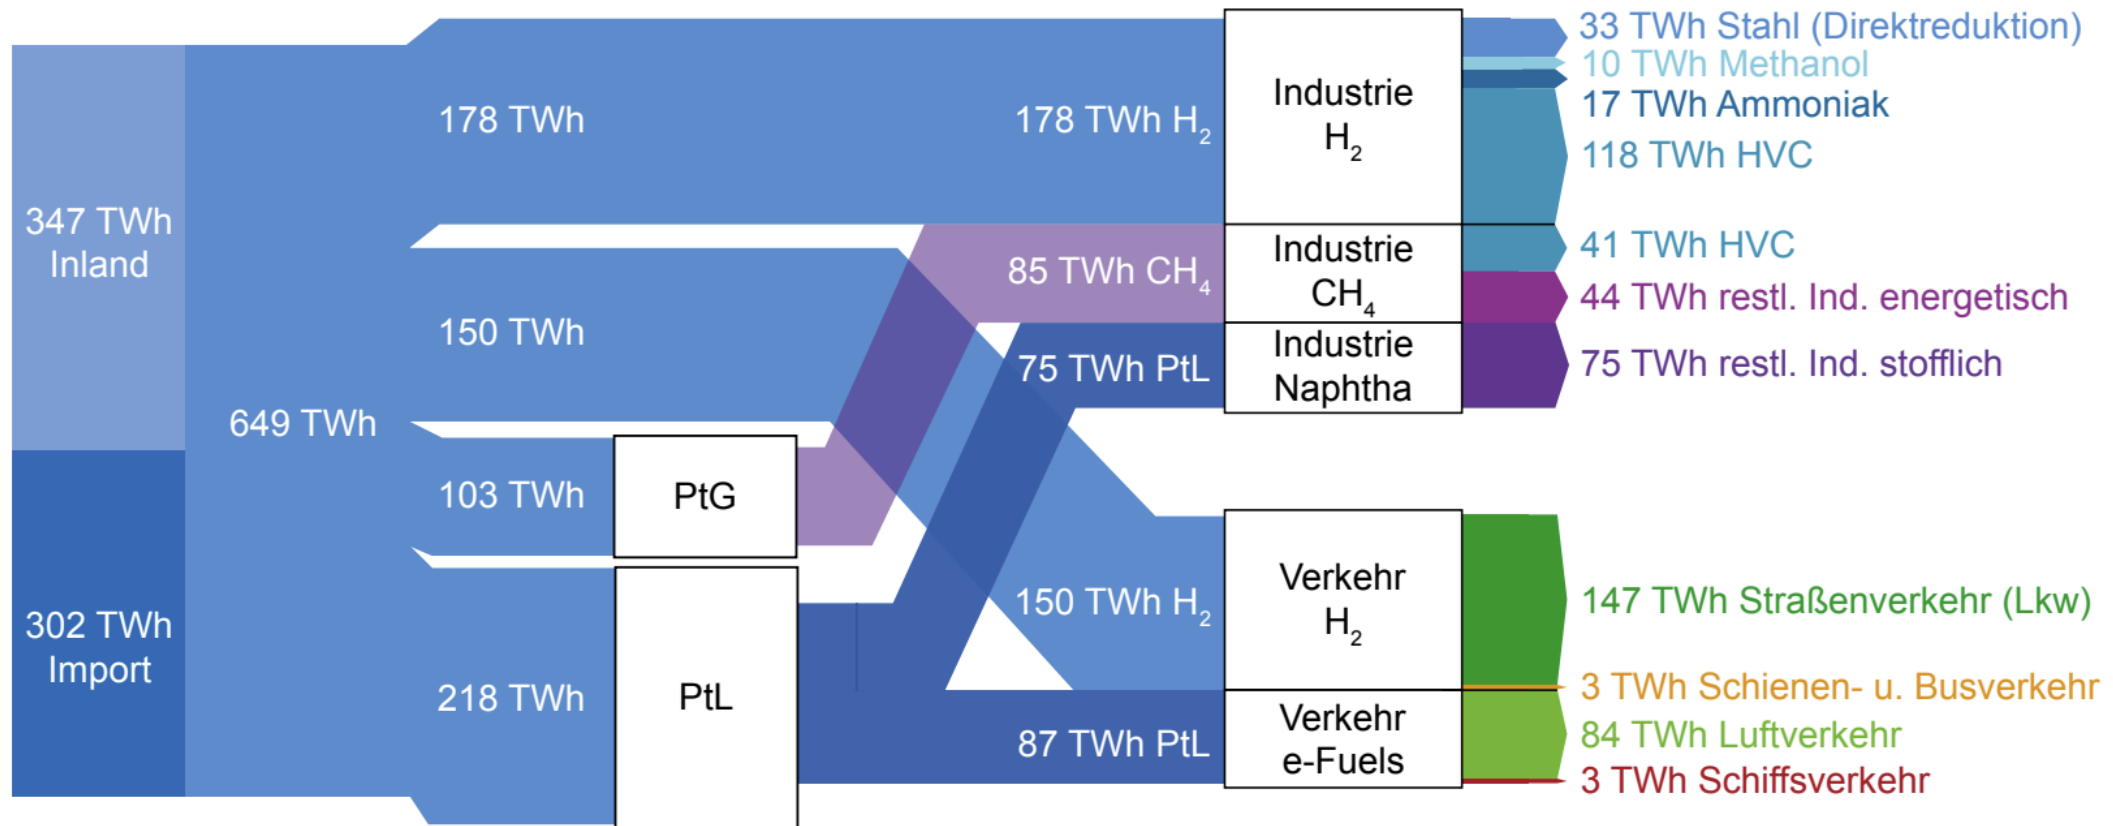 347 TWh
Inland
302 TWh
Import
649 TWh
178 TWh
150 TWh
103 TWh
218 TWh
PtG
PtL
178 TWh H₂
85 TWh CH₄
75 TWh PtL
150 TWh H₂
87 TWh PtL
Industrie
H₂
Industrie
CH₄
Industrie
Naphtha
Verkehr
H₂
Verkehr
e-Fuels
33 TWh Stahl (Direktreduktion)
10 TWh Methanol
17 TWh Ammoniak
118 TWh HVC
41 TWh HVC
44 TWh restl. Ind. energetisch
75 TWh restl. Ind. stofflich
147 TWh Straßenverkehr (Lkw)
3 TWh Schienen- u. Busverkehr
84 TWh Luftverkehr
3 TWh Schiffsverkehr